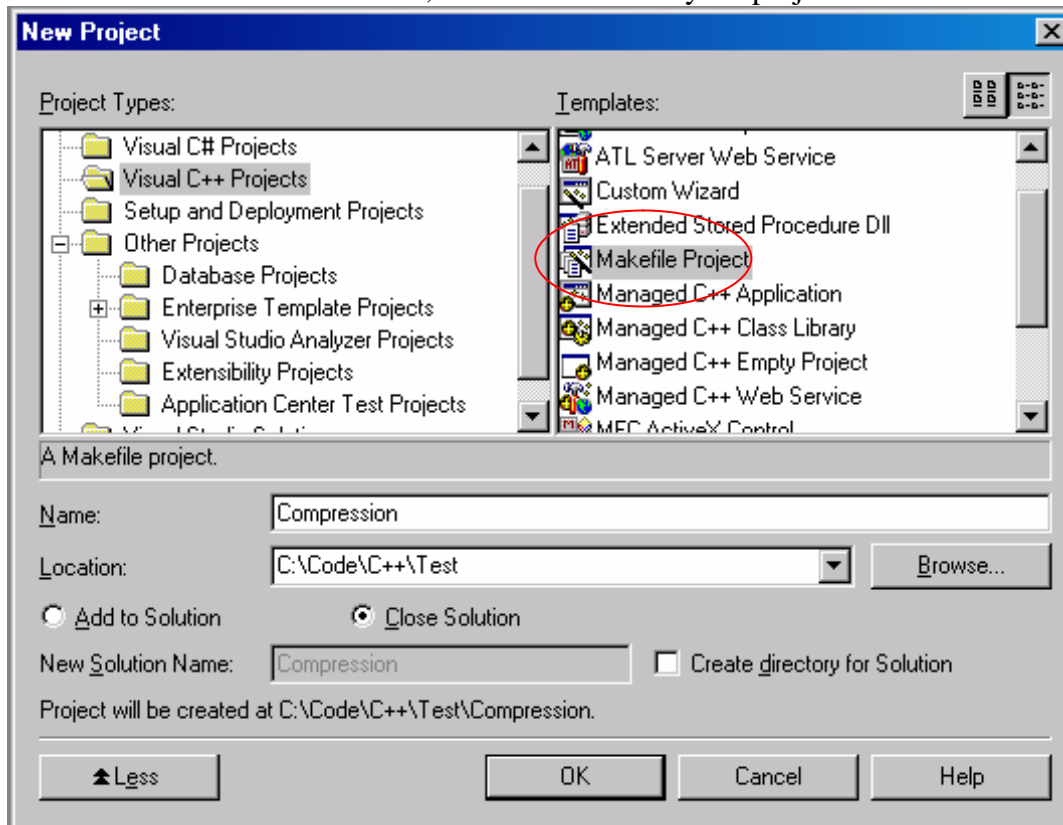 New Project
Project Types:
Templates:
Visual C# Projects
Visual C++ Projects
Setup and Deployment Projects
Other Projects
Database Projects
Enterprise Template Projects
Visual Studio Analyzer Projects
Extensibility Projects
Application Center Test Projects
ATL Server Web Service
Custom Wizard
Extended Stored Procedure Dll
Makefile Project
Managed C++ Application
Managed C++ Class Library
Managed C++ Empty Project
Managed C++ Web Service
MFC ActiveX Control
A Makefile project.
Name: Compression
Location: C:\Code\C++\Test Browse...
Add to Solution Close Solution
New Solution Name: Compression Create directory for Solution
Project will be created at C:\Code\C++\Test\Compression.
Less OK Cancel Help